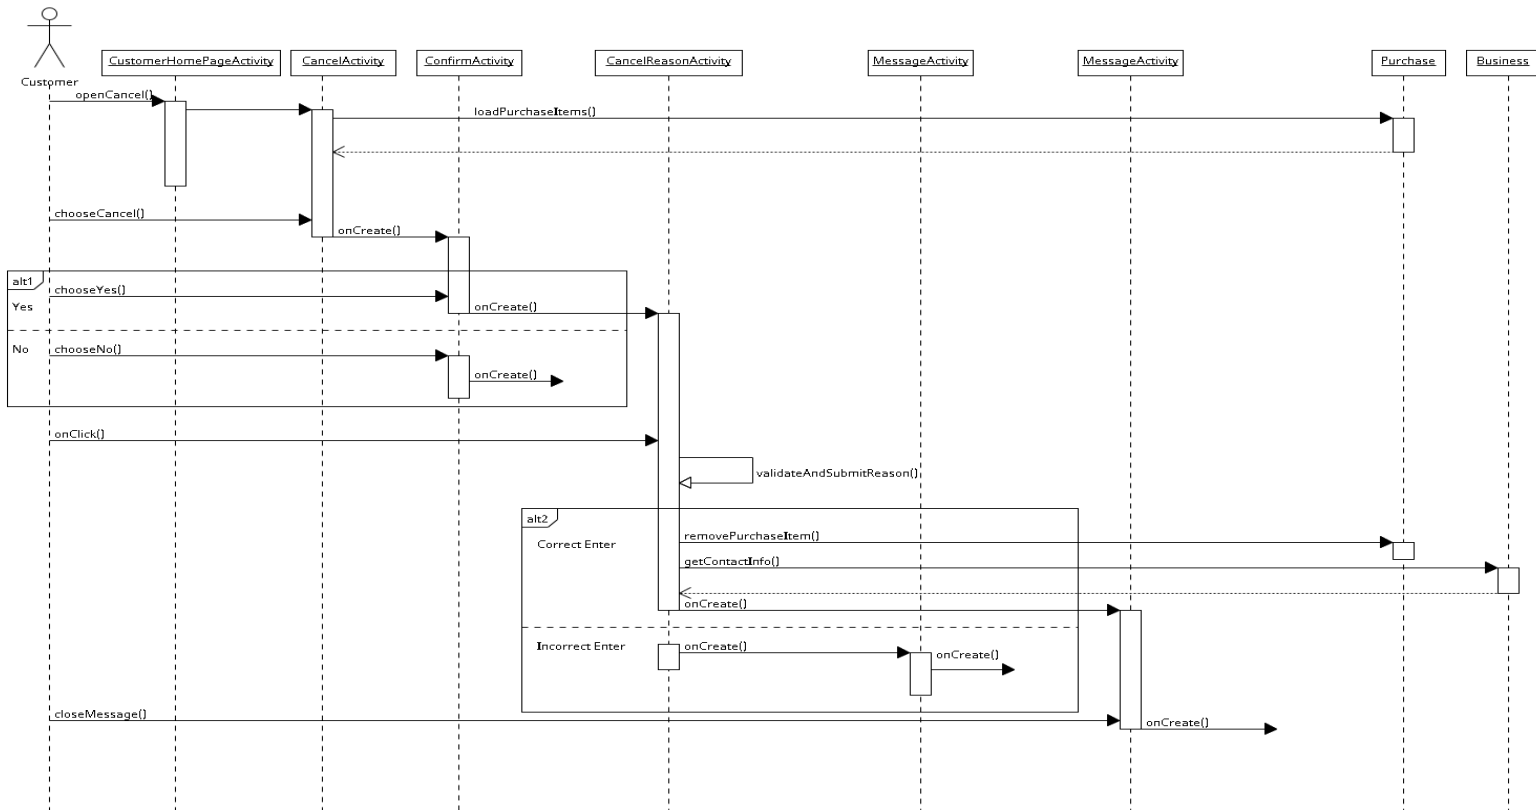 Customer
CustomerHomePageActivity
CancelActivity
ConfirmActivity
CancelReasonActivity
MessageActivity
MessageActivity
Purchase
Business
openCancel()
loadPurchaseItems()
chooseCancel()
onCreate()
alt1
chooseYes()
Yes
onCreate()
No
chooseNo()
onCreate()
onClick()
validateAndSubmitReason()
alt2
Correct Enter
removePurchaseItem()
getContactInfo()
onCreate()
Incorrect Enter
onCreate()
onCreate()
closeMessage()
onCreate()